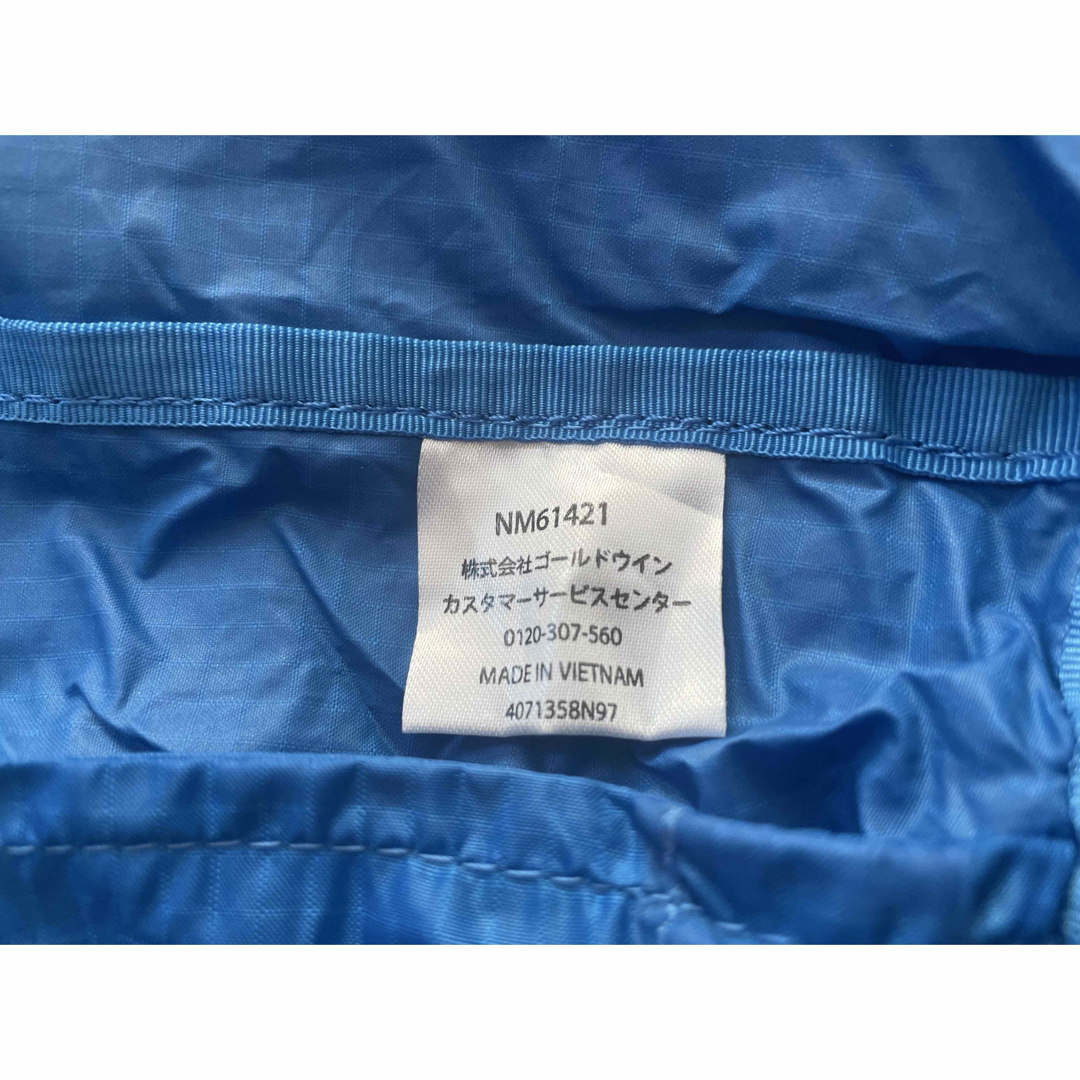 NM61421
株式会社ゴールドウイン
カスタマーサービスセンター
0120-307-560
MADE IN VIETNAM
4071358N97